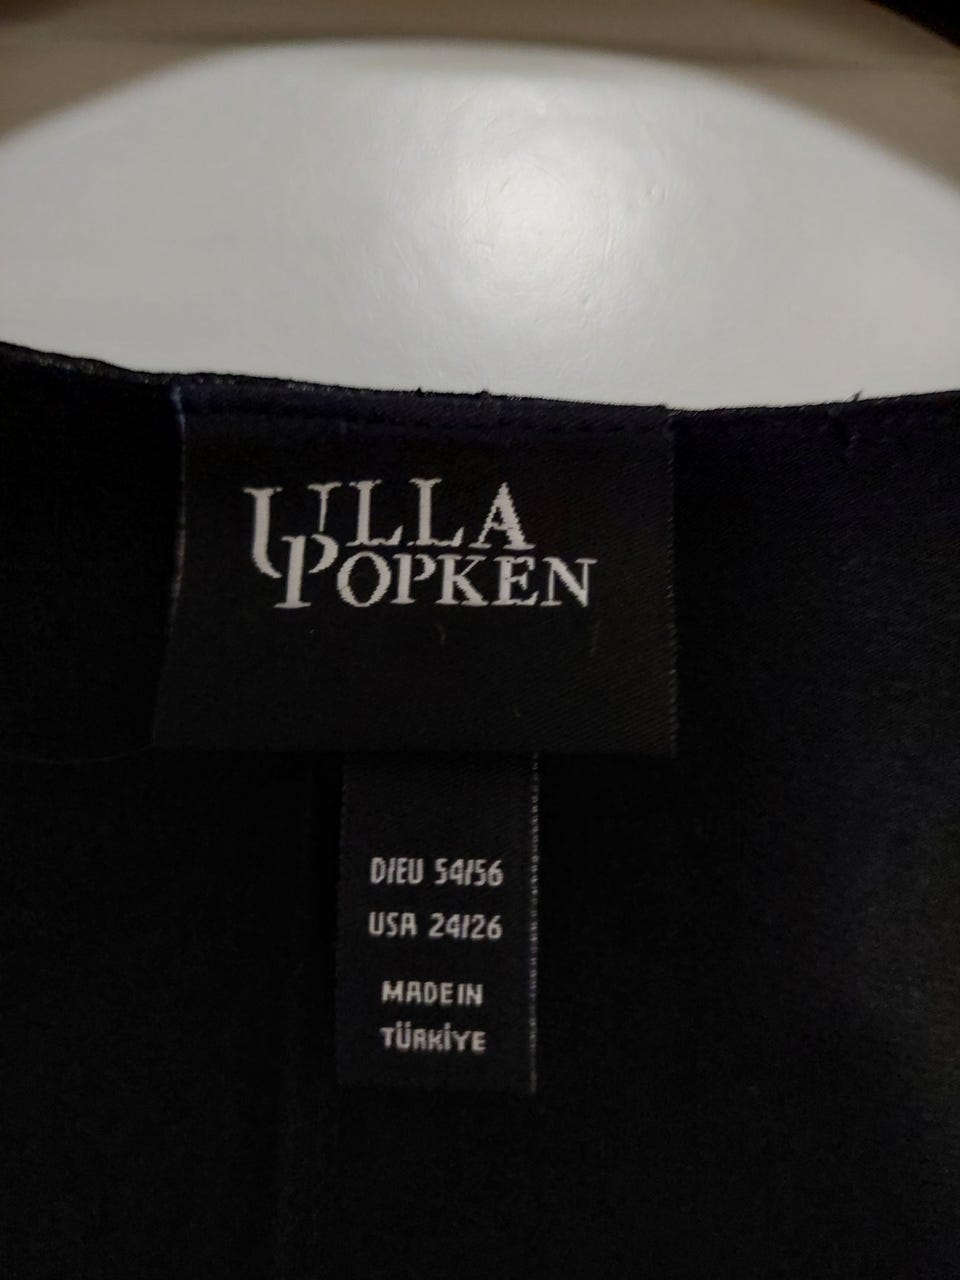 ULLA
POPKEN
D/EU 54/56
USA 24/26
MADE IN
TÜRKİYE